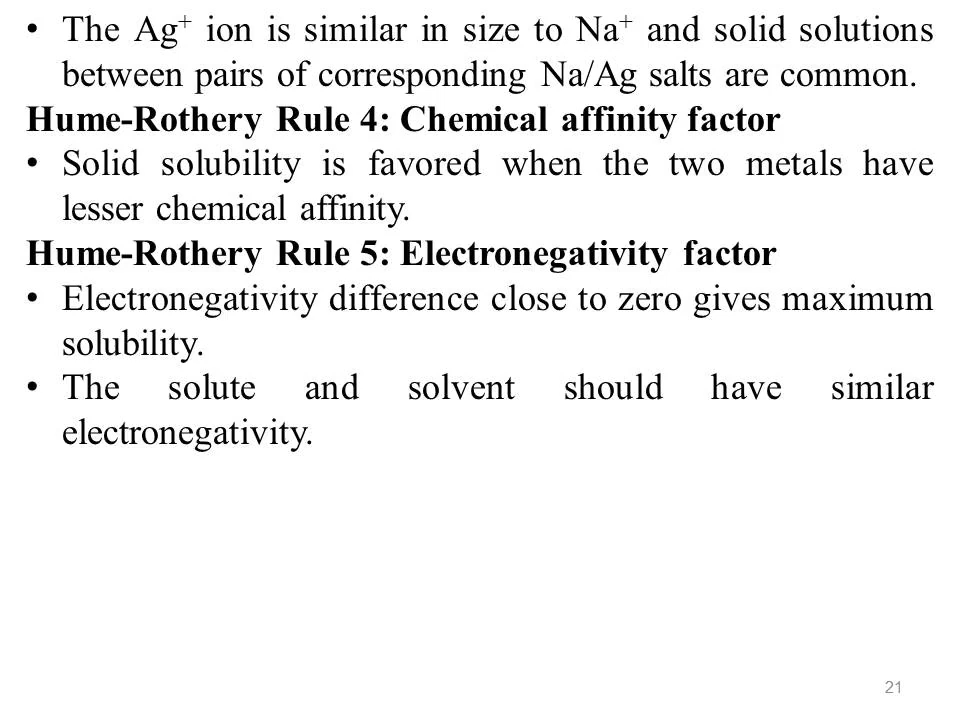 • The Ag⁺ ion is similar in size to Na⁺ and solid solutions
between pairs of corresponding Na/Ag salts are common.
Hume-Rothery Rule 4: Chemical affinity factor
• Solid solubility is favored when the two metals have
lesser chemical affinity.
Hume-Rothery Rule 5: Electronegativity factor
• Electronegativity difference close to zero gives maximum
solubility.
• The solute and solvent should have similar
electronegativity.
21